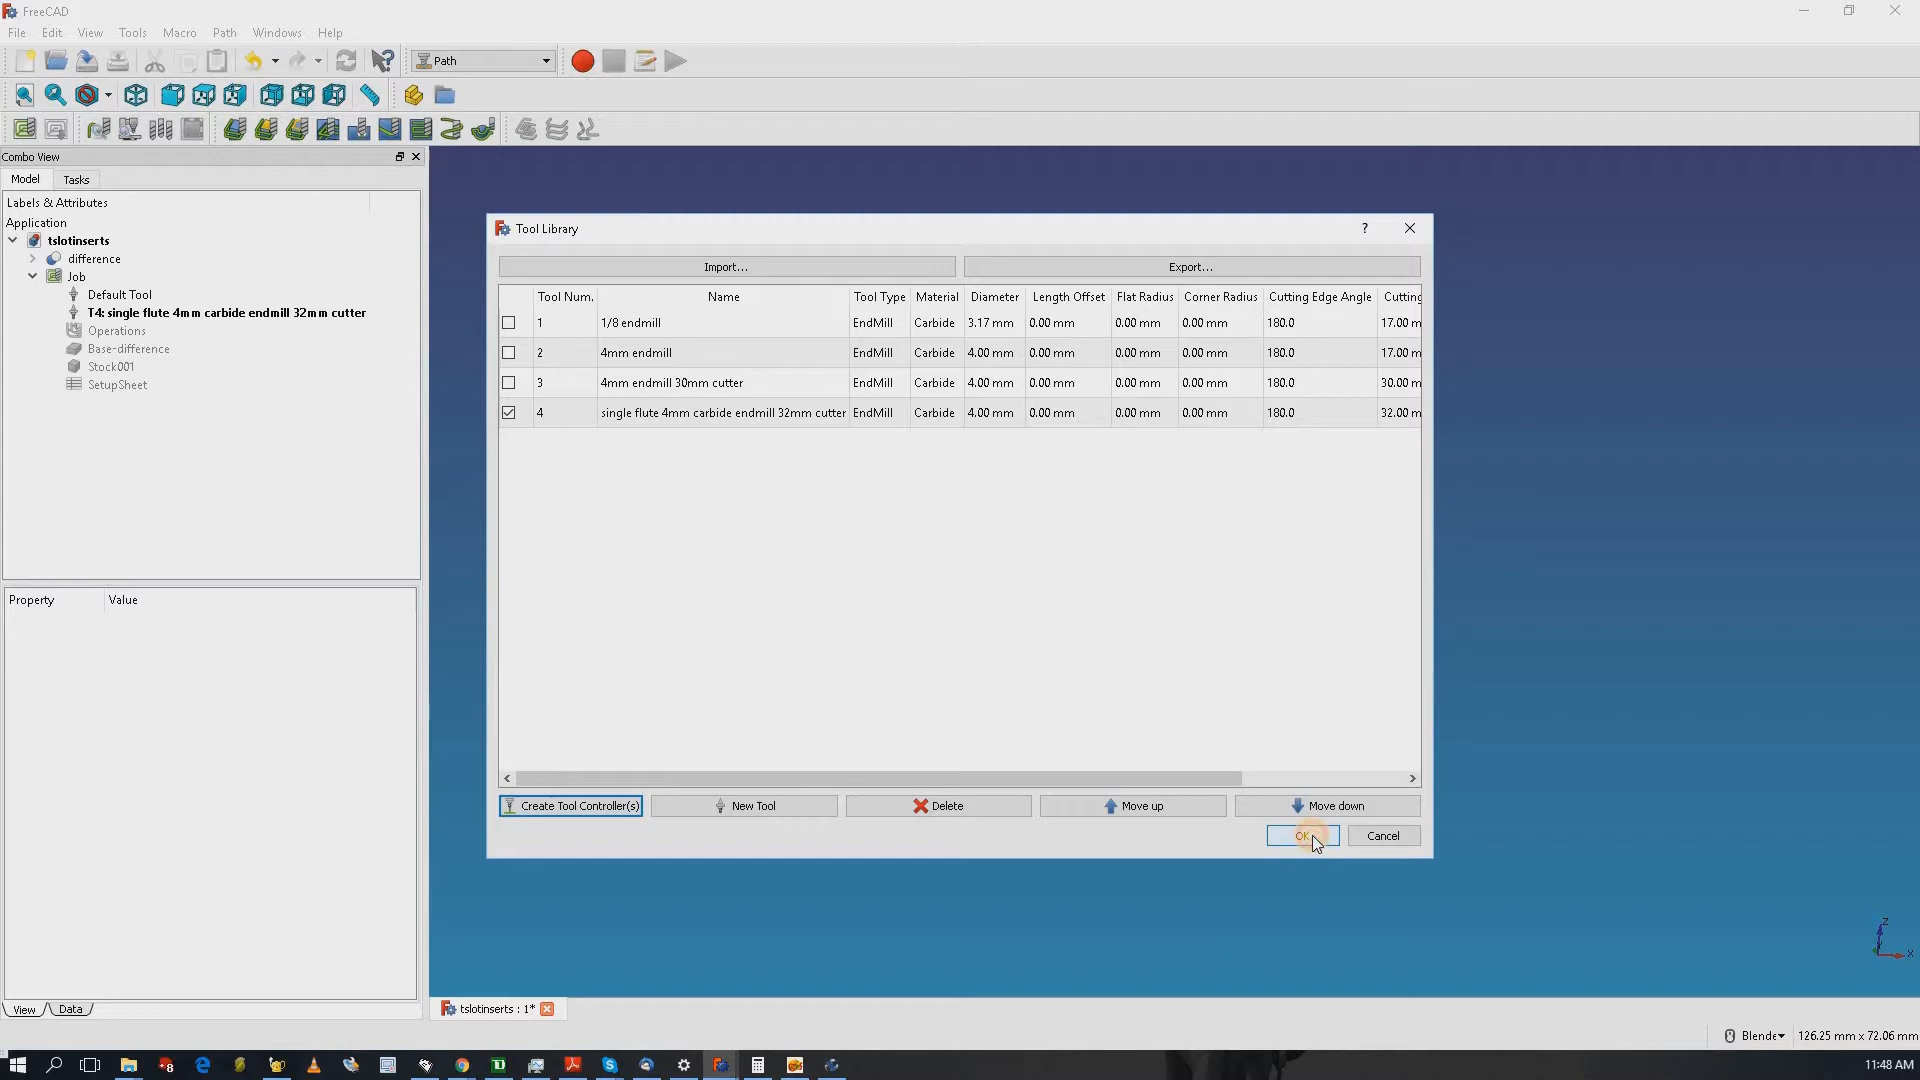 FreeCAD
File Edit View Tools Macro Path Windows Help
Path
Combo View
Model Tasks
Labels & Attributes
Application
tslotinserts
difference
Job
Default Tool
T4: single flute 4mm carbide endmill 32mm cutter
Operations
Base-difference
Stock001
SetupSheet
Property Value
View Data
Tool Library
?
Import... Export...
Tool Num. Name Tool Type Material Diameter Length Offset Flat Radius Corner Radius Cutting Edge Angle Cutting
1 1/8 endmill EndMill Carbide 3.17 mm 0.00 mm 0.00 mm 0.00 mm 180.0 17.00 m
2 4mm endmill EndMill Carbide 4.00 mm 0.00 mm 0.00 mm 0.00 mm 180.0 17.00 m
3 4mm endmill 30mm cutter EndMill Carbide 4.00 mm 0.00 mm 0.00 mm 0.00 mm 180.0 30.00 m
4 single flute 4mm carbide endmill 32mm cutter EndMill Carbide 4.00 mm 0.00 mm 0.00 mm 0.00 mm 180.0 32.00 m
Create Tool Controller(s) New Tool Delete Move up Move down
OK Cancel
Z
X
tslotinserts : 1*
Blende 126.25 mm x 72.06 mm
8
11:48 AM